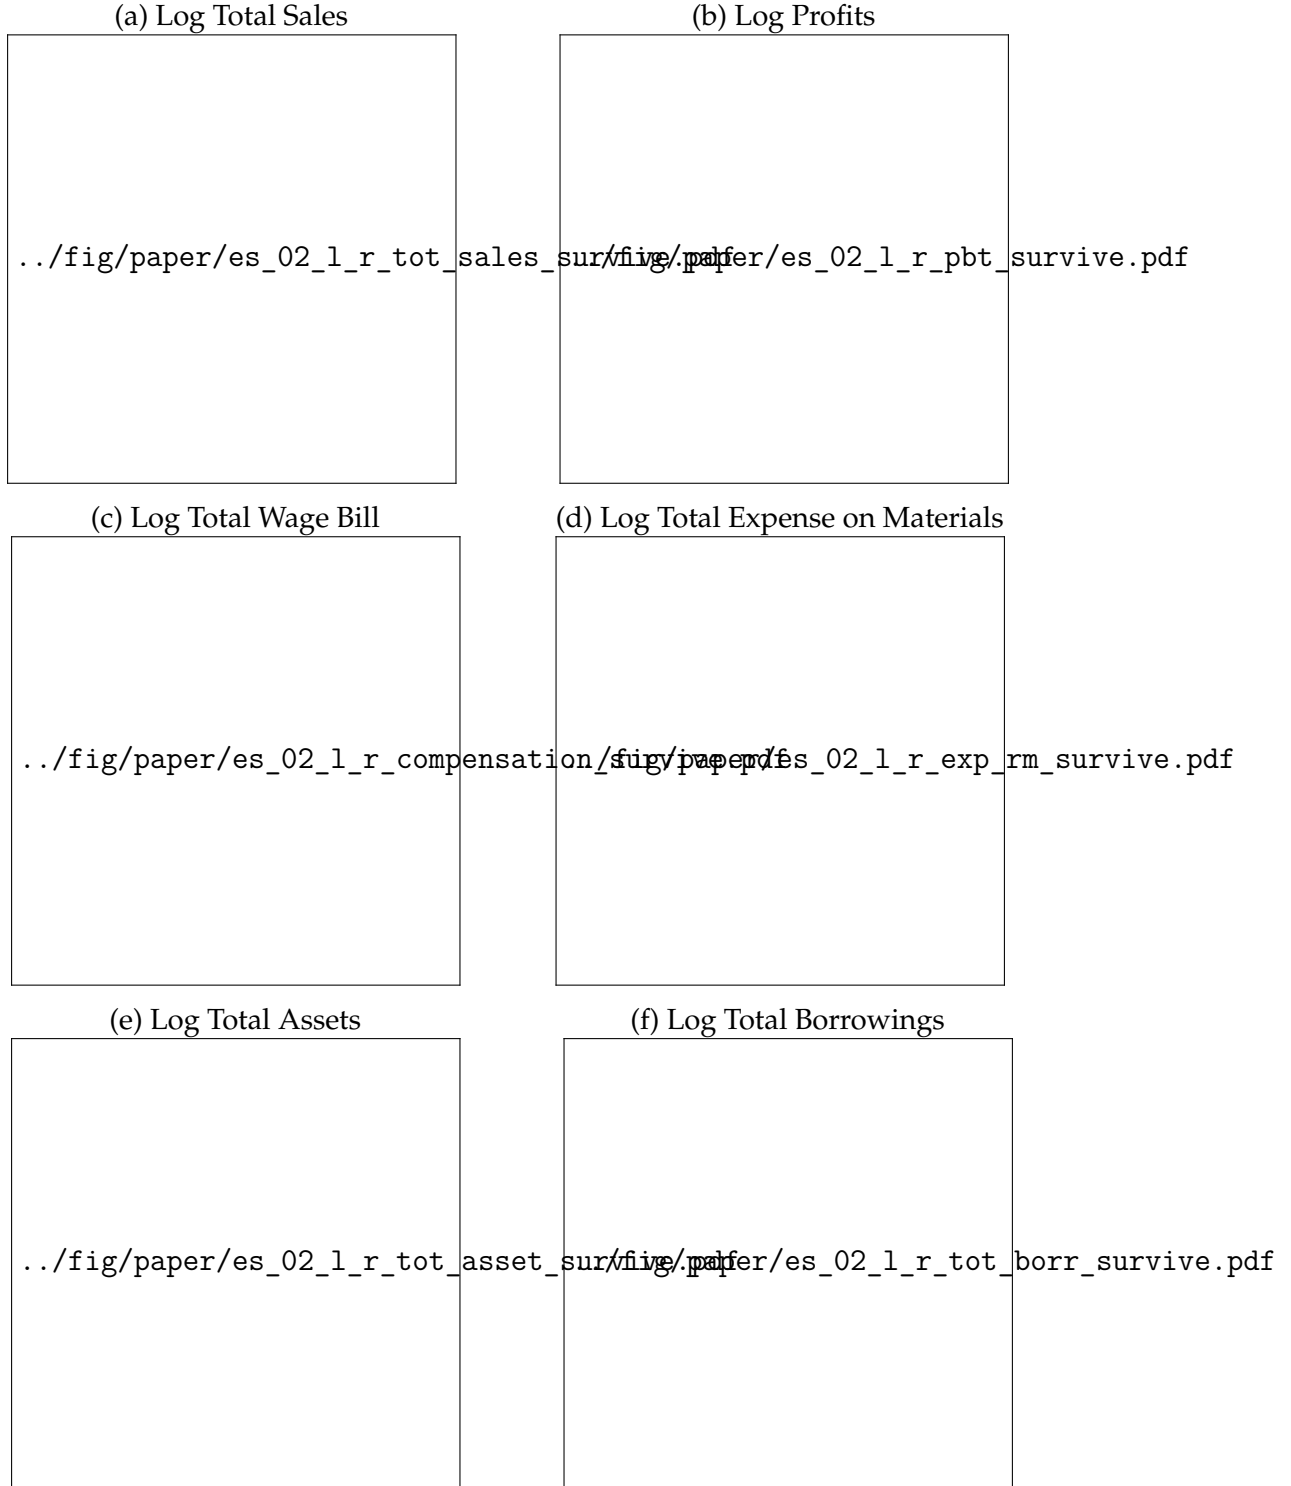 (a) Log Total Sales
(b) Log Profits
../fig/paper/es_02_l_r_tot_sales_survive.pdf
../fig/paper/es_02_l_r_pbt_survive.pdf
(c) Log Total Wage Bill
(d) Log Total Expense on Materials
../fig/paper/es_02_l_r_compensation_survive.pdf
../fig/paper/es_02_l_r_exp_rm_survive.pdf
(e) Log Total Assets
(f) Log Total Borrowings
../fig/paper/es_02_l_r_tot_asset_survive.pdf
../fig/paper/es_02_l_r_tot_borr_survive.pdf